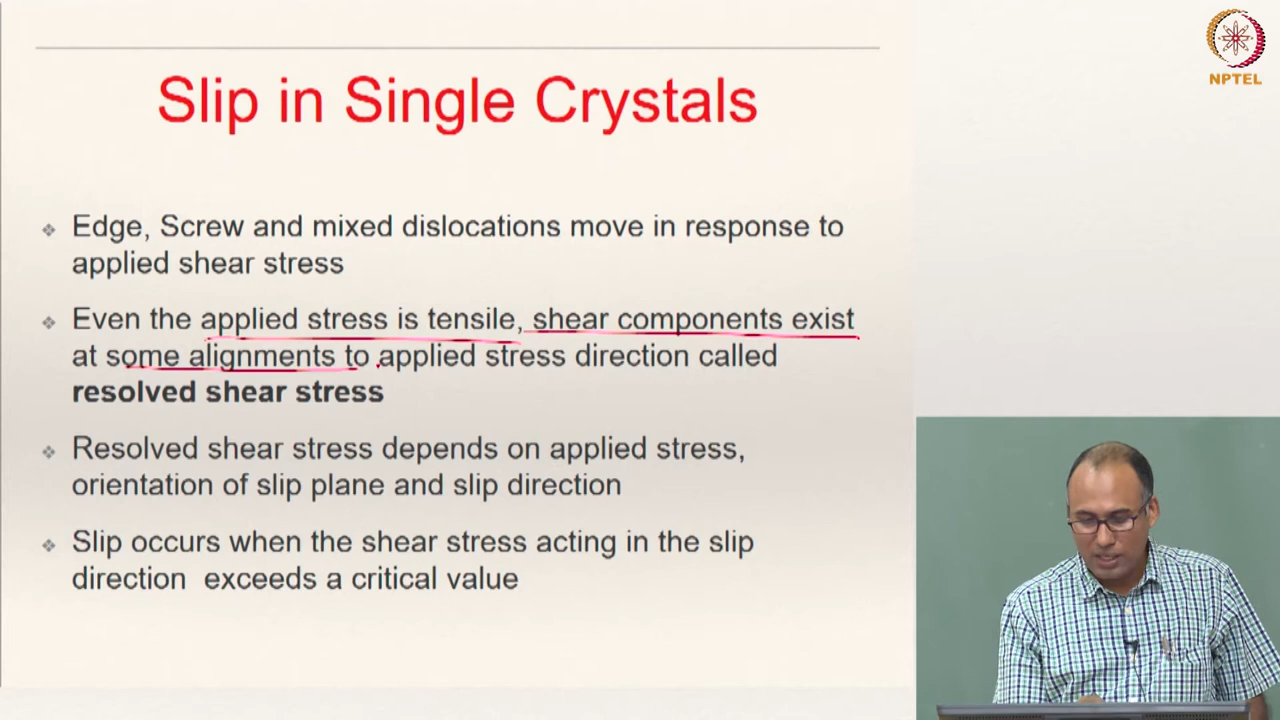 NPTEL
Slip in Single Crystals
❖ Edge, Screw and mixed dislocations move in response to
applied shear stress
❖ Even the applied stress is tensile, shear components exist
at some alignments to applied stress direction called
resolved shear stress
❖ Resolved shear stress depends on applied stress,
orientation of slip plane and slip direction
❖ Slip occurs when the shear stress acting in the slip
direction exceeds a critical value